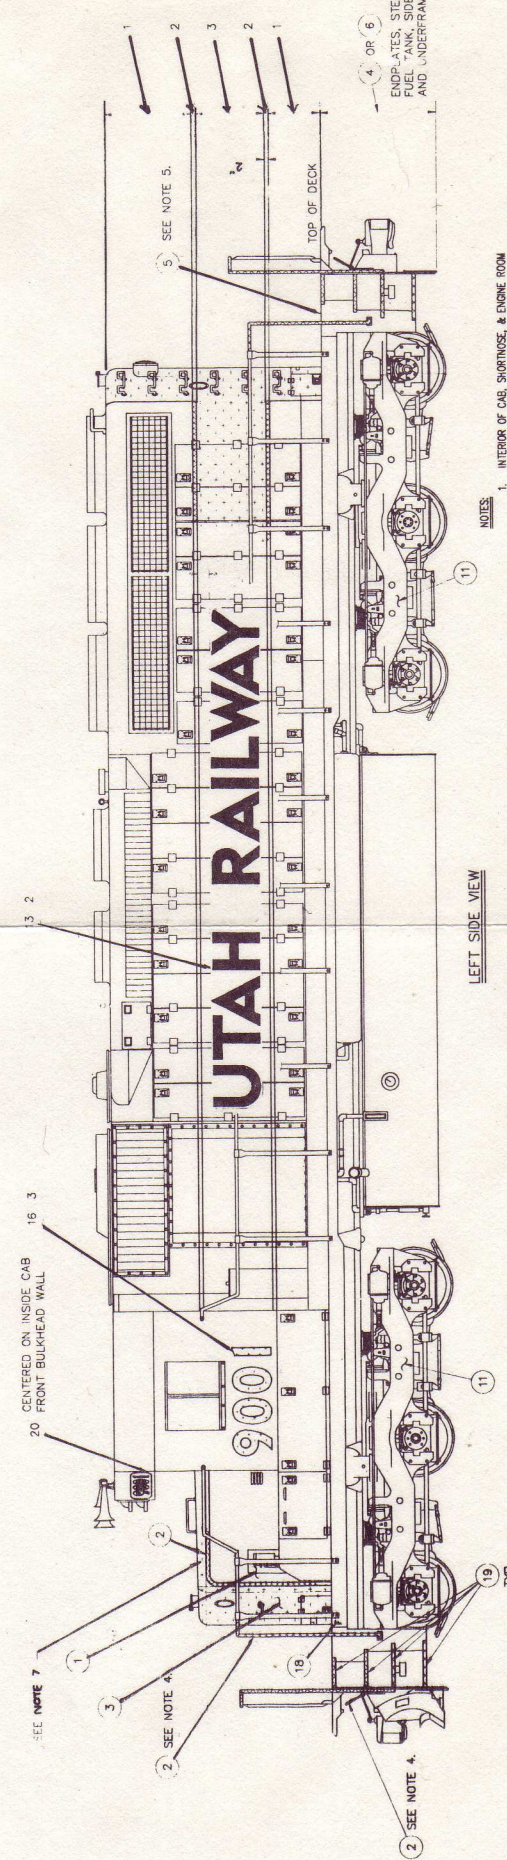 SEE NOTE 7
20 CENTERED ON INSIDE CAB
FRONT BULKHEAD WALL
16 3
13 2
1
2
3
2
1
4 OR 6
ENDPLATES,
FUEL TANK,
AND
2"
5 SEE NOTE 5.
TOP OF DECK
1
3
2
2 SEE NOTE 4.
900
UTAH RAILWAY
18
19
TYP
2 SEE NOTE 4.
11
11
LEFT SIDE VIEW
NOTES:
1. INTERIOR OF CAB, SHORTNOSE, & ENGINE ROOM